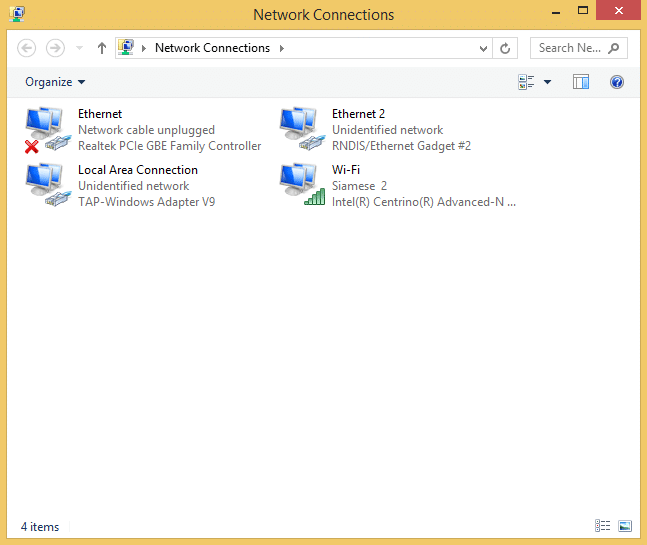 Network Connections
Network Connections
Search Ne...
Organize
Ethernet
Network cable unplugged
Realtek PCIe GBE Family Controller
Ethernet 2
Unidentified network
RNDIS/Ethernet Gadget #2
Local Area Connection
Unidentified network
TAP-Windows Adapter V9
Wi-Fi
Siamese 2
Intel(R) Centrino(R) Advanced-N ...
4 items